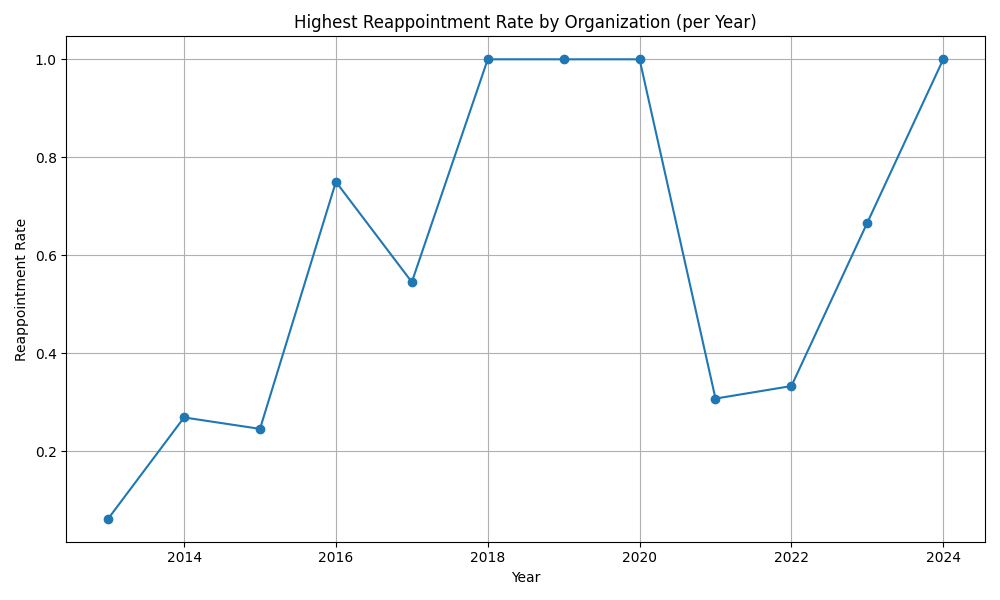 Highest Reappointment Rate by Organization (per Year)
1.0
0.8
0.6
0.4
0.2
Reappointment Rate
2014 2016 2018 2020 2022 2024
Year